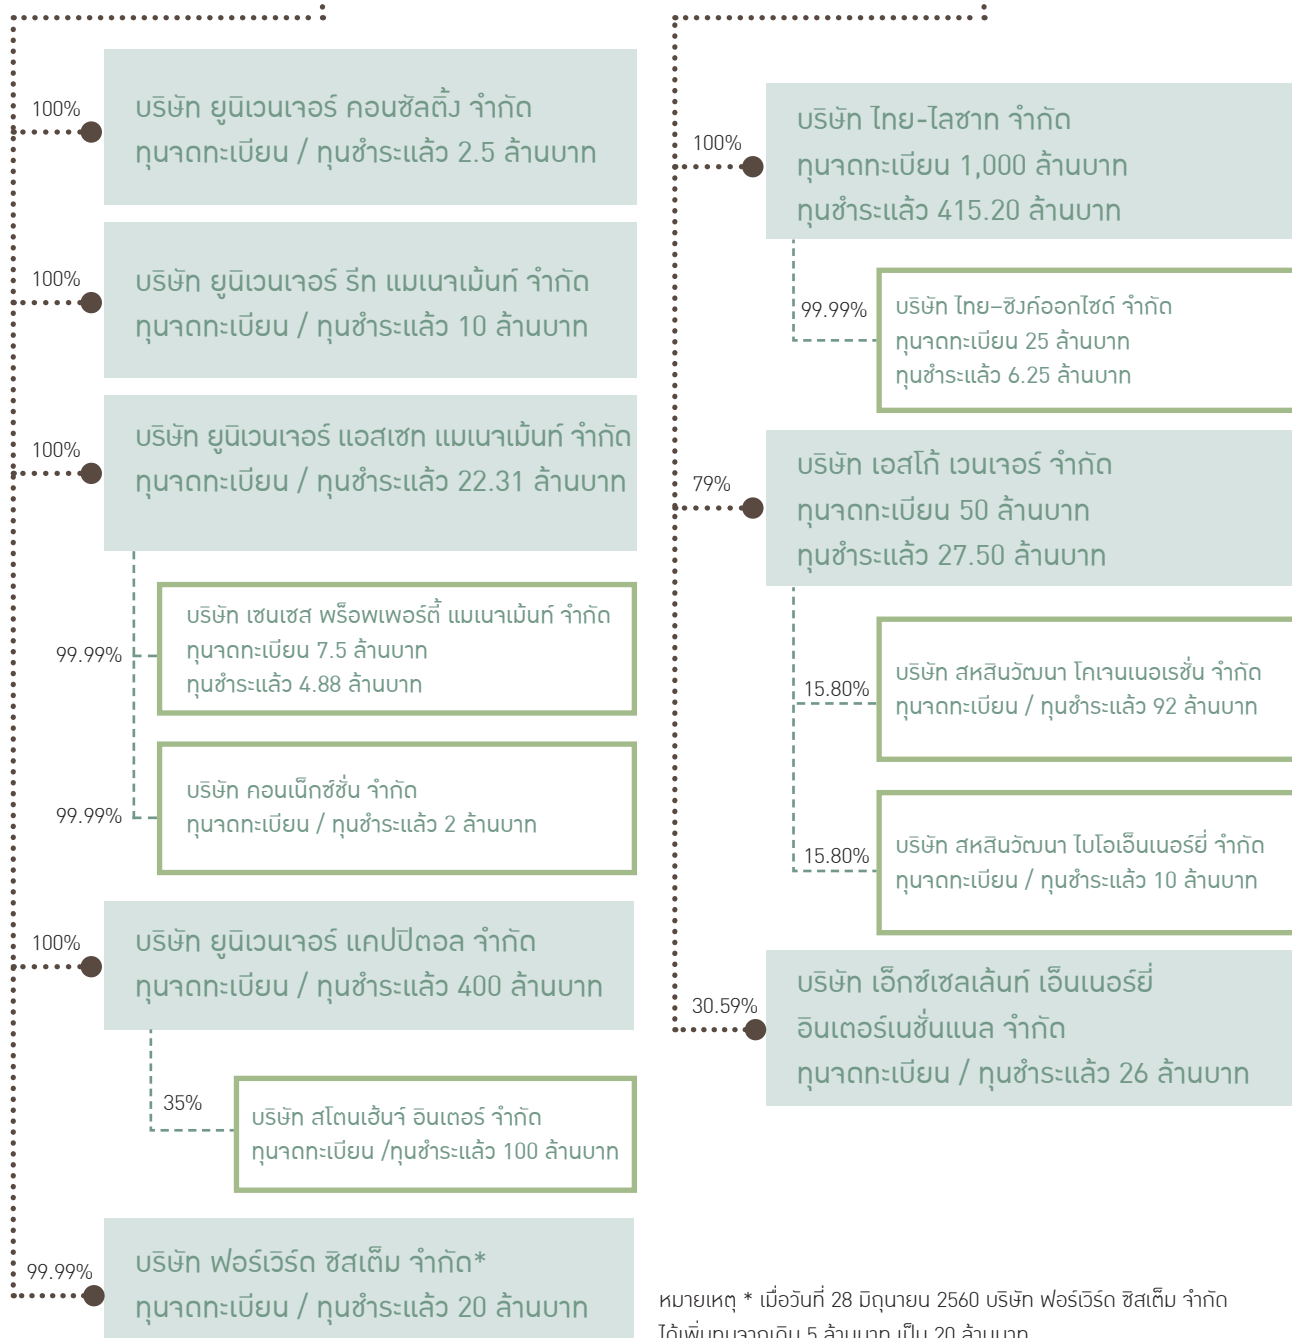 100%
บริษัท ยูนิเวนเจอร์ คอนซัลติ้ง จำกัด
ทุนจดทะเบียน / ทุนชำระแล้ว 2.5 ล้านบาท
100%
บริษัท ยูนิเวนเจอร์ รีท แมเนจเม้นท์ จำกัด
ทุนจดทะเบียน / ทุนชำระแล้ว 10 ล้านบาท
100%
บริษัท ยูนิเวนเจอร์ แอสเซท แมเนจเม้นท์ จำกัด
ทุนจดทะเบียน / ทุนชำระแล้ว 22.31 ล้านบาท
99.99%
บริษัท เซนเซส พร็อพเพอร์ตี้ แมเนจเม้นท์ จำกัด
ทุนจดทะเบียน 7.5 ล้านบาท
ทุนชำระแล้ว 4.88 ล้านบาท
99.99%
บริษัท คอนเน็กซ์ชั่น จำกัด
ทุนจดทะเบียน / ทุนชำระแล้ว 2 ล้านบาท
100%
บริษัท ยูนิเวนเจอร์ แคปปิตอล จำกัด
ทุนจดทะเบียน / ทุนชำระแล้ว 400 ล้านบาท
35%
บริษัท สโตนเฮ้นจ์ อินเตอร์ จำกัด
ทุนจดทะเบียน /ทุนชำระแล้ว 100 ล้านบาท
99.99%
บริษัท ฟอร์เวิร์ด ซิสเต็ม จำกัด*
ทุนจดทะเบียน / ทุนชำระแล้ว 20 ล้านบาท
100%
บริษัท ไทย-ไลซาท จำกัด
ทุนจดทะเบียน 1,000 ล้านบาท
ทุนชำระแล้ว 415.20 ล้านบาท
99.99%
บริษัท ไทย-ซิงค์ออกไซด์ จำกัด
ทุนจดทะเบียน 25 ล้านบาท
ทุนชำระแล้ว 6.25 ล้านบาท
79%
บริษัท เอสโก้ เวนเจอร์ จำกัด
ทุนจดทะเบียน 50 ล้านบาท
ทุนชำระแล้ว 27.50 ล้านบาท
15.80%
บริษัท สหสินวัฒนา โคเจนเนอเรชั่น จำกัด
ทุนจดทะเบียน / ทุนชำระแล้ว 92 ล้านบาท
15.80%
บริษัท สหสินวัฒนา ไบโอเอ็นเนอร์ยี่ จำกัด
ทุนจดทะเบียน / ทุนชำระแล้ว 10 ล้านบาท
30.59%
บริษัท เอ็กซ์เซลเล้นท์ เอ็นเนอร์ยี่
อินเตอร์เนชั่นแนล จำกัด
ทุนจดทะเบียน / ทุนชำระแล้ว 26 ล้านบาท
หมายเหตุ * เมื่อวันที่ 28 มิถุนายน 2560 บริษัท ฟอร์เวิร์ด ซิสเต็ม จำกัด
ได้เพิ่มทุนจากเดิม 5 ล้านบาท เป็น 20 ล้านบาท